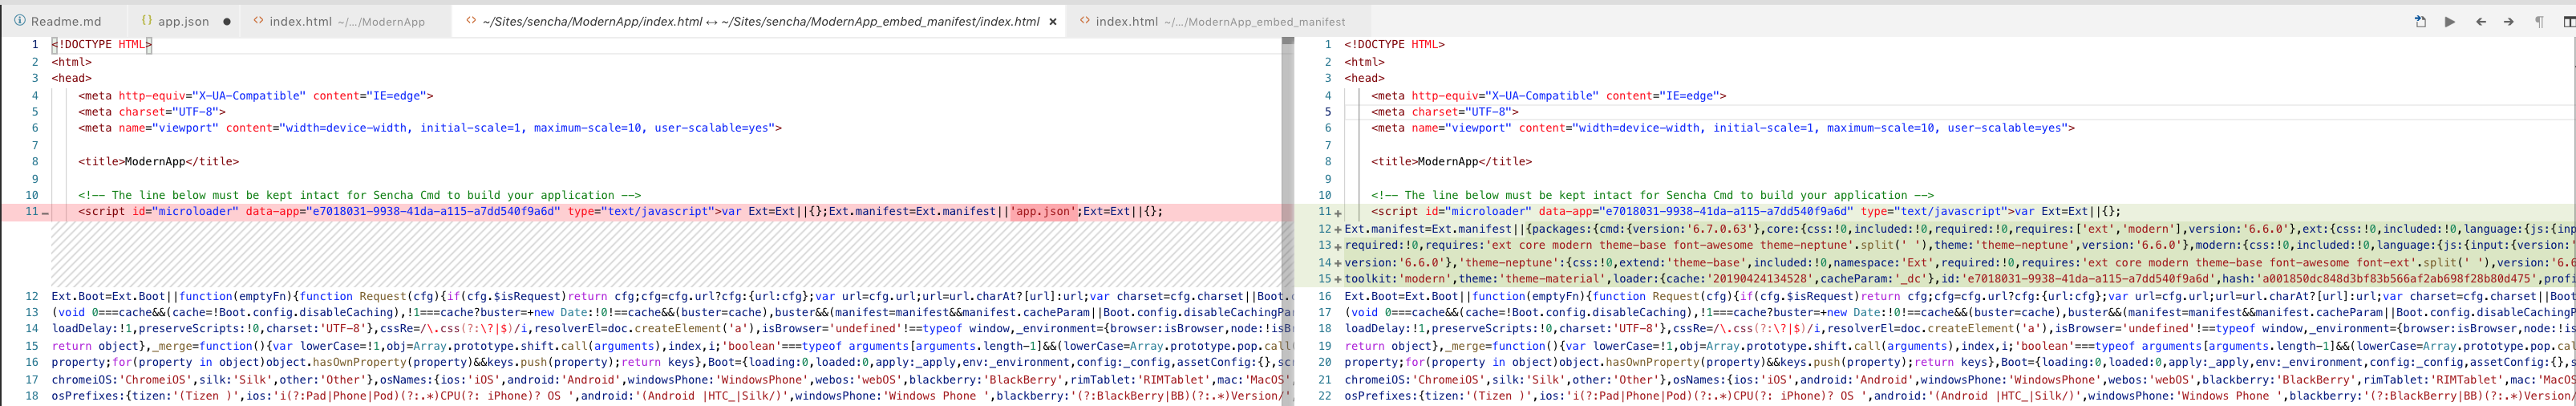 Readme.md
{} app.json ●
<> index.html ~/.../ModernApp
<> ~/Sites/sencha/ModernApp/index.html ↔ ~/Sites/sencha/ModernApp_embed_manifest/index.html ×
<> index.html ~/.../ModernApp_embed_manifest
1 <!DOCTYPE HTML>
2 <html>
3 <head>
4 <meta http-equiv="X-UA-Compatible" content="IE=edge">
5 <meta charset="UTF-8">
6 <meta name="viewport" content="width=device-width, initial-scale=1, maximum-scale=10, user-scalable=yes">
7
8 <title>ModernApp</title>
9
10 <!-- The line below must be kept intact for Sencha Cmd to build your application -->
11 – <script id="microloader" data-app="e7018031-9938-41da-a115-a7dd540f9a6d" type="text/javascript">var Ext=Ext||{};Ext.manifest=Ext.manifest||'app.json';Ext=Ext||{};
12 Ext.Boot=Ext.Boot||function(emptyFn){function Request(cfg){if(cfg.$isRequest)return cfg;cfg=cfg.url?cfg:{url:cfg};var url=cfg.url;url=url.charAt?[url]:url;var charset=cfg.charset||Boot.
13 (void 0===cache&&(cache=!Boot.config.disableCaching),!1===cache?buster=+new Date:!0!==cache&&(buster=cache),buster&&(manifest=manifest&&manifest.cacheParam||Boot.config.disableCachingPa
14 loadDelay:!1,preserveScripts:!0,charset:'UTF-8'},cssRe=/\.css(?:\?|$)/i,resolverEl=doc.createElement('a'),isBrowser='undefined'!==typeof window,_environment={browser:isBrowser,node:!isB
15 return object},_merge=function(){var lowerCase=!1,obj=Array.prototype.shift.call(arguments),index,i;'boolean'===typeof arguments[arguments.length-1]&&(lowerCase=Array.prototype.pop.call
16 property;for(property in object)object.hasOwnProperty(property)&&keys.push(property);return keys},Boot={loading:0,loaded:0,apply:_apply,env:_environment,config:_config,assetConfig:{},sc
17 chromeiOS:'ChromeiOS',silk:'Silk',other:'Other'},osNames:{ios:'iOS',android:'Android',windowsPhone:'WindowsPhone',webos:'webOS',blackberry:'BlackBerry',rimTablet:'RIMTablet',mac:'MacOS'
18 osPrefixes:{tizen:'(Tizen )',ios:'i(?:Pad|Phone|Pod)(?:.*)CPU(?: iPhone)? OS ',android:'(Android |HTC_|Silk/)',windowsPhone:'Windows Phone ',blackberry:'(?:BlackBerry|BB)(?:.*)Version/'
1 <!DOCTYPE HTML>
2 <html>
3 <head>
4 <meta http-equiv="X-UA-Compatible" content="IE=edge">
5 <meta charset="UTF-8">
6 <meta name="viewport" content="width=device-width, initial-scale=1, maximum-scale=10, user-scalable=yes">
7
8 <title>ModernApp</title>
9
10 <!-- The line below must be kept intact for Sencha Cmd to build your application -->
11 + <script id="microloader" data-app="e7018031-9938-41da-a115-a7dd540f9a6d" type="text/javascript">var Ext=Ext||{};
12 + Ext.manifest=Ext.manifest||{packages:{cmd:{version:'6.7.0.63'},core:{css:!0,included:!0,required:!0,requires:['ext','modern'],version:'6.6.0'},ext:{css:!0,included:!0,language:{js:{inp
13 + required:!0,requires:'ext core modern theme-base font-awesome theme-neptune'.split(' '),theme:'theme-neptune',version:'6.6.0'},modern:{css:!0,included:!0,language:{js:{input:{version:'
14 + version:'6.6.0'},'theme-neptune':{css:!0,extend:'theme-base',included:!0,namespace:'Ext',required:!0,requires:'ext core modern theme-base font-awesome font-ext'.split(' '),version:'6.6
15 + toolkit:'modern',theme:'theme-material',loader:{cache:'20190424134528',cacheParam:'_dc'},id:'e7018031-9938-41da-a115-a7dd540f9a6d',hash:'a001850dc848d3bf83b566af2ab698f28b80d475',profi
16 Ext.Boot=Ext.Boot||function(emptyFn){function Request(cfg){if(cfg.$isRequest)return cfg;cfg=cfg.url?cfg:{url:cfg};var url=cfg.url;url=url.charAt?[url]:url;var charset=cfg.charset||Boot
17 (void 0===cache&&(cache=!Boot.config.disableCaching),!1===cache?buster=+new Date:!0!==cache&&(buster=cache),buster&&(manifest=manifest&&manifest.cacheParam||Boot.config.disableCachingP
18 loadDelay:!1,preserveScripts:!0,charset:'UTF-8'},cssRe=/\.css(?:\?|$)/i,resolverEl=doc.createElement('a'),isBrowser='undefined'!==typeof window,_environment={browser:isBrowser,node:!is
19 return object},_merge=function(){var lowerCase=!1,obj=Array.prototype.shift.call(arguments),index,i;'boolean'===typeof arguments[arguments.length-1]&&(lowerCase=Array.prototype.pop.cal
20 property;for(property in object)object.hasOwnProperty(property)&&keys.push(property);return keys},Boot={loading:0,loaded:0,apply:_apply,env:_environment,config:_config,assetConfig:{},s
21 chromeiOS:'ChromeiOS',silk:'Silk',other:'Other'},osNames:{ios:'iOS',android:'Android',windowsPhone:'WindowsPhone',webos:'webOS',blackberry:'BlackBerry',rimTablet:'RIMTablet',mac:'MacOS
22 osPrefixes:{tizen:'(Tizen )',ios:'i(?:Pad|Phone|Pod)(?:.*)CPU(?: iPhone)? OS ',android:'(Android |HTC_|Silk/)',windowsPhone:'Windows Phone ',blackberry:'(?:BlackBerry|BB)(?:.*)Version/